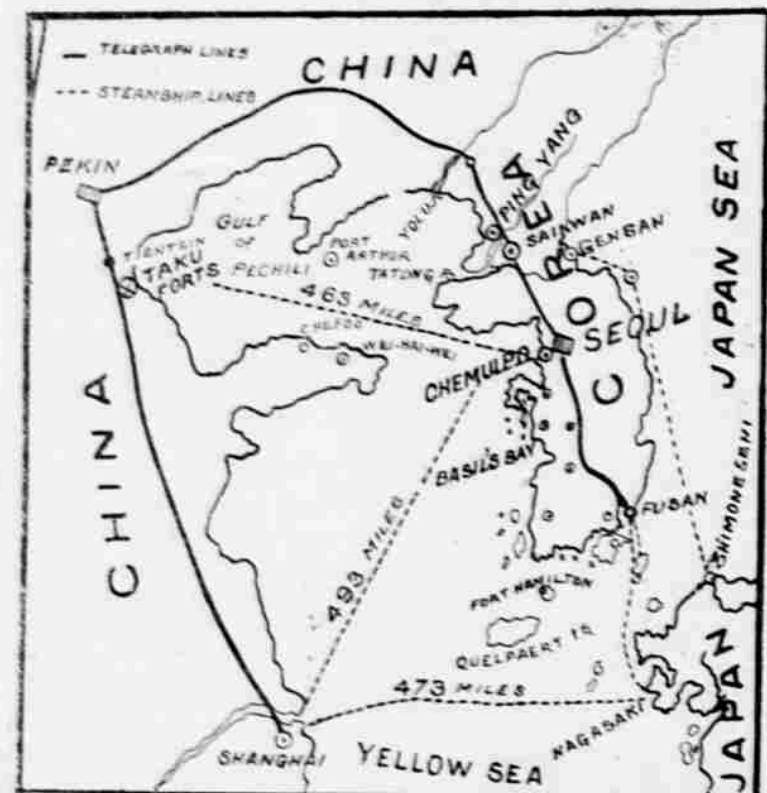 TELEGRAPH LINES
STEAMSHIP LINES
CHINA
PEKIN
PING YANG
COREA
SAINWAN
GENSAN
JAPAN SEA
TIENTSIN
TAKU
FORTS
GULF
OF
PECHILI
PORT
ARTHUR
TATONG R
463 MILES
SEOUL
CHEFOO
WEI-HAI-WEI
CHEMULPO
CHINA
BASIL'S BAY
FUSAN
493 MILES
PORT HAMILTON
QUELPAERT IS.
473 MILES
NAGASAKI
JAPAN
SHANGHAI
YELLOW SEA